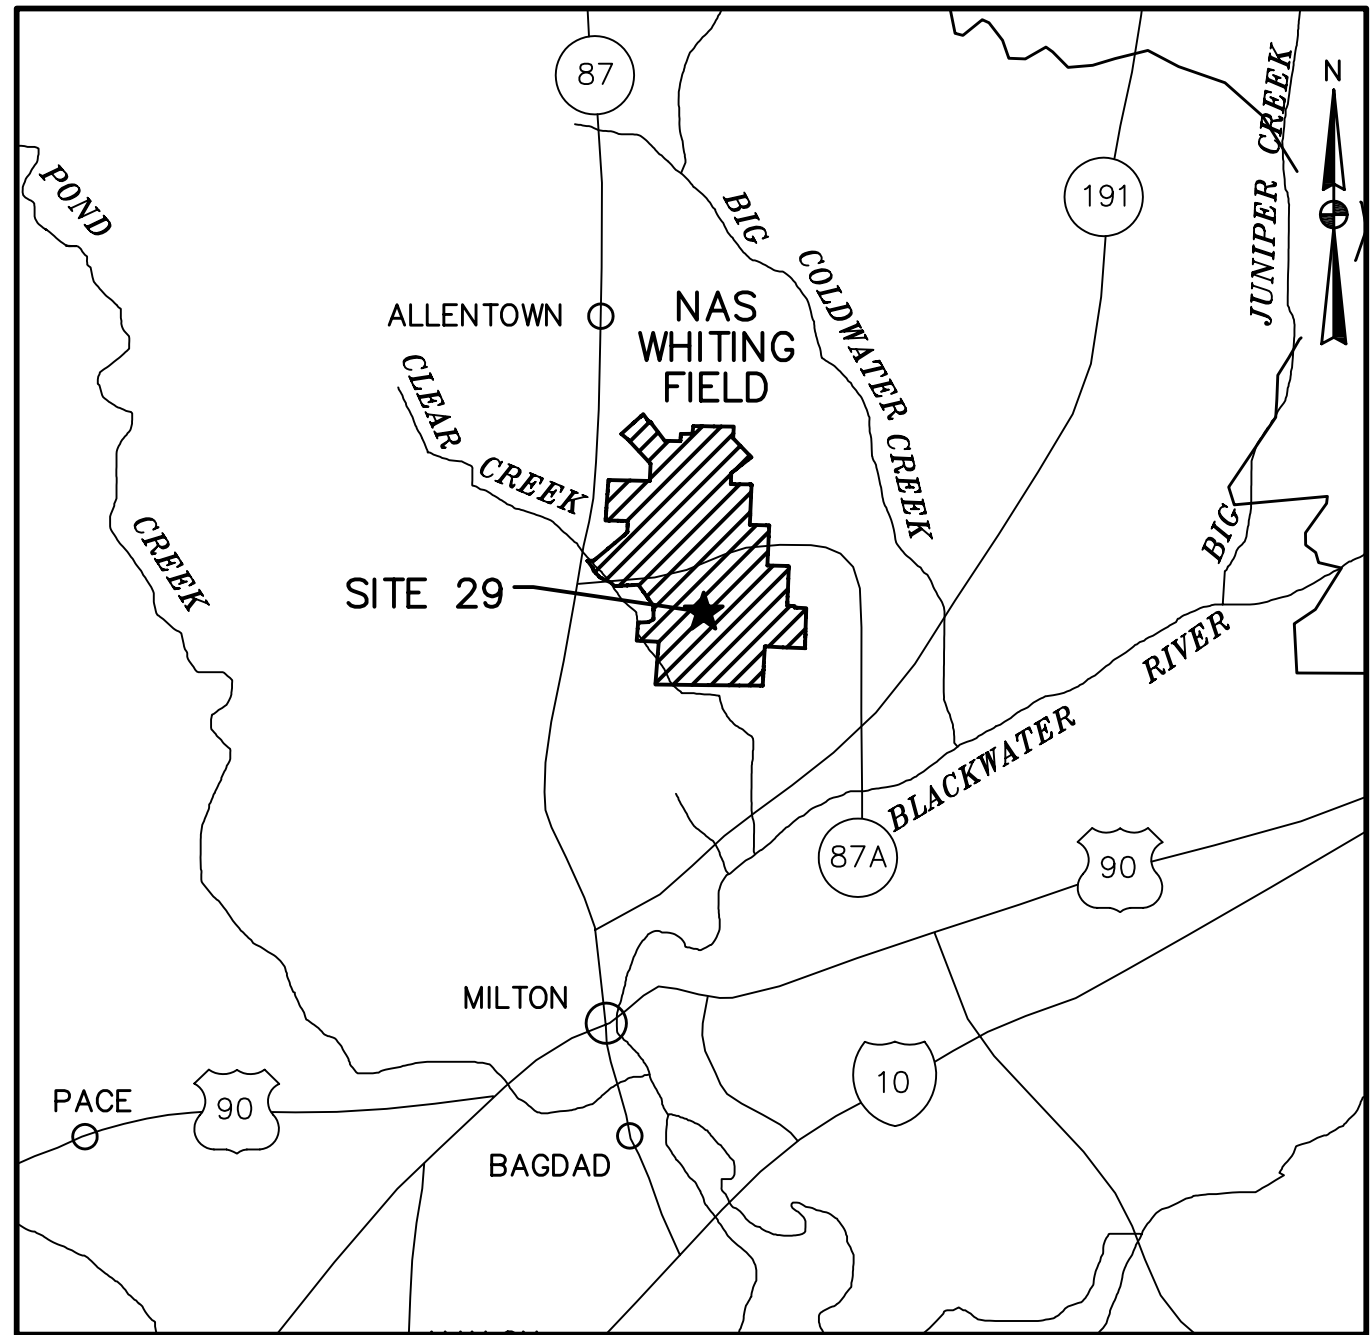 87
N
191
POND
BIG
COLDWATER CREEK
JUNIPER CREEK
ALLENTOWN
NAS
WHITING
FIELD
CLEAR
CREEK
CREEK
BIG
SITE 29
RIVER
BLACKWATER
87A
90
MILTON
10
PACE
90
BAGDAD